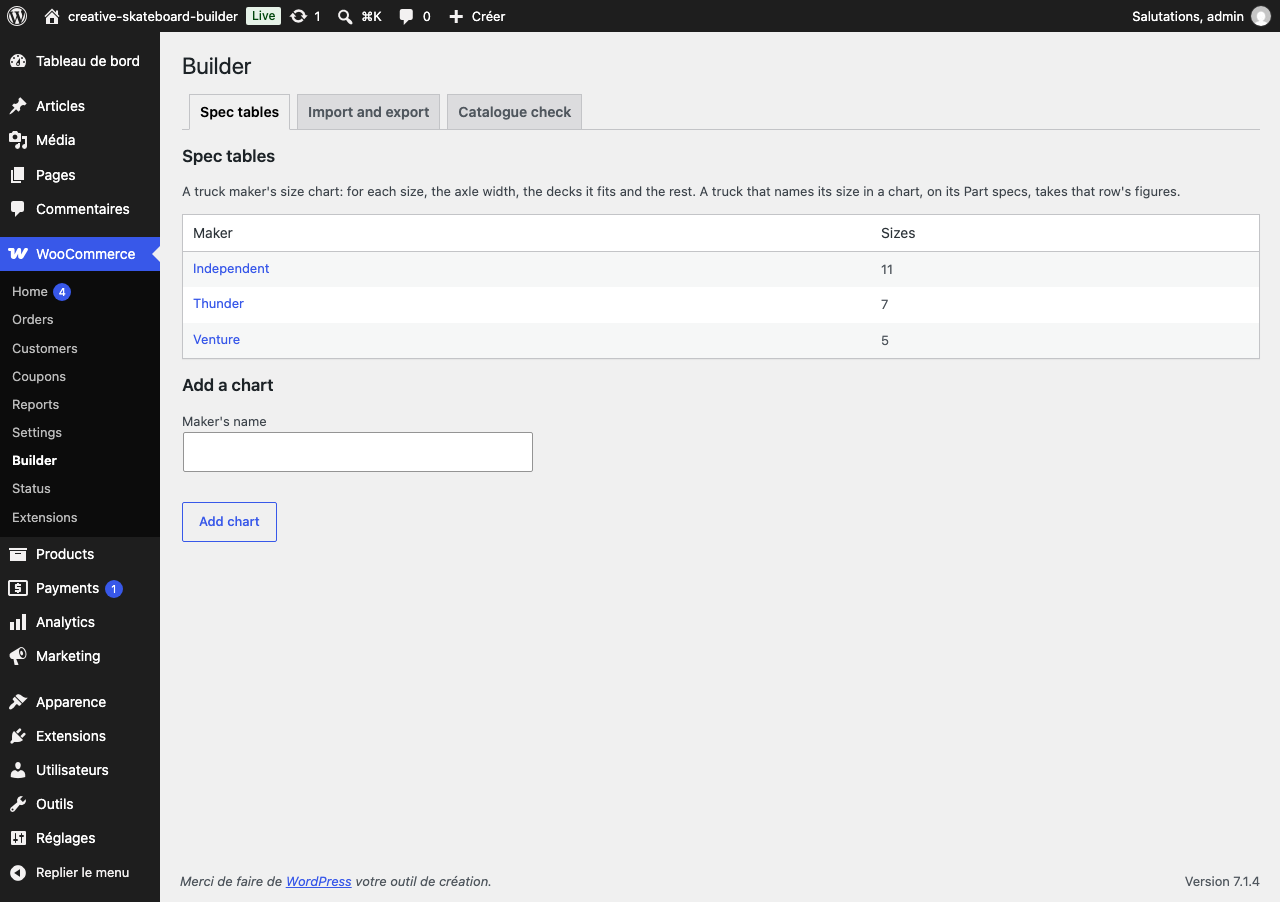 creative-skateboard-builder Live 1 ⌘K 0 Créer Salutations, admin
Tableau de bord
Articles
Média
Pages
Commentaires
WooCommerce
Home 4
Orders
Customers
Coupons
Reports
Settings
Builder
Status
Extensions
Products
Payments 1
Analytics
Marketing
Apparence
Extensions
Utilisateurs
Outils
Réglages
Replier le menu
Builder
Spec tables Import and export Catalogue check
Spec tables
A truck maker's size chart: for each size, the axle width, the decks it fits and the rest. A truck that names its size in a chart, on its Part specs, takes that row's figures.
Maker Sizes
Independent 11
Thunder 7
Venture 5
Add a chart
Maker's name
Add chart
Merci de faire de WordPress votre outil de création. Version 7.1.4